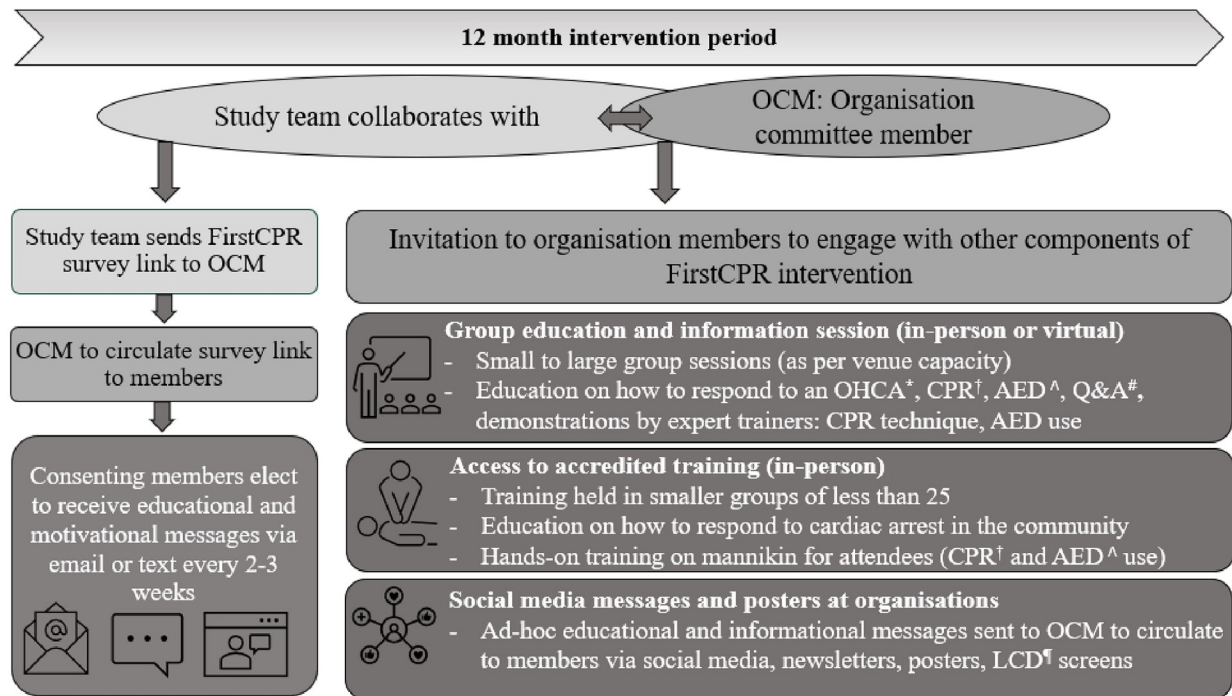 12 month intervention period
Study team collaborates with
OCM: Organisation
committee member
Study team sends FirstCPR
survey link to OCM
OCM to circulate survey link
to members
Consenting members elect
to receive educational and
motivational messages via
email or text every 2-3
weeks
Invitation to organisation members to engage with other components of
FirstCPR intervention
Group education and information session (in-person or virtual)
- Small to large group sessions (as per venue capacity)
- Education on how to respond to an OHCA*, CPR†, AED^, Q&A#,
demonstrations by expert trainers: CPR technique, AED use
Access to accredited training (in-person)
- Training held in smaller groups of less than 25
- Education on how to respond to cardiac arrest in the community
- Hands-on training on mannikin for attendees (CPR† and AED^ use)
Social media messages and posters at organisations
- Ad-hoc educational and informational messages sent to OCM to circulate
to members via social media, newsletters, posters, LCD¶ screens